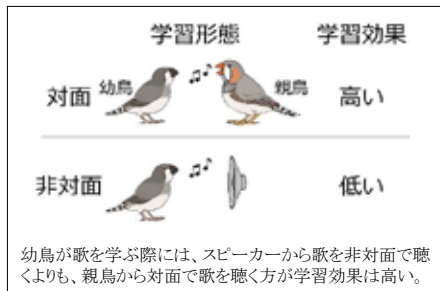 学習形態 学習効果
対面 幼鳥 親鳥 高い
非対面 低い
幼鳥が歌を学ぶ際には、スピーカーから歌を非対面で聴
くよりも、親鳥から対面で歌を聴く方が学習効果は高い。